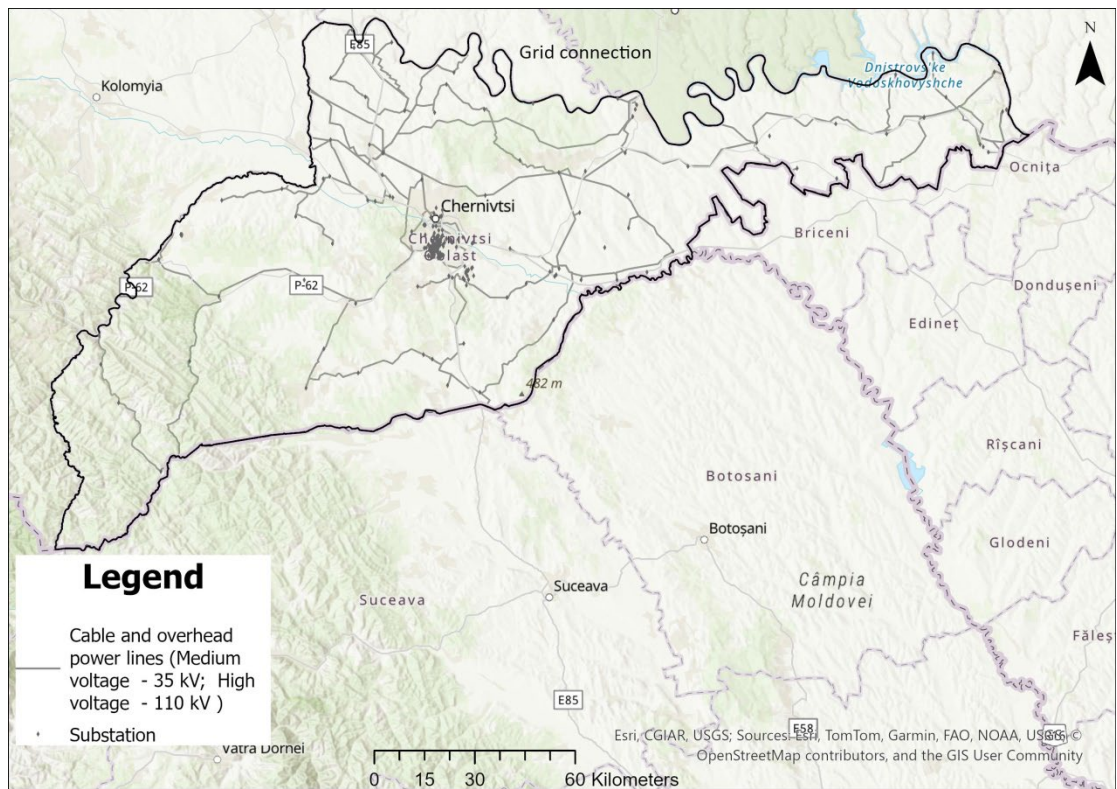 N
E85
Grid connection
Kolomyia
Dnistrovs'ke
Vodoskhovyshche
Ocnița
Chernivtsi
Chernivtsi
Oblast
Briceni
P-62
P-62
Dondușeni
Edineț
482 m
Rîșcani
Botosani
Botoșani
Glodeni
Legend
Suceava
Câmpia
Moldovei
Suceava
Cable and overhead
power lines (Medium
voltage - 35 kV; High
voltage - 110 kV )
Făleșt
E85
E58
Substation
Vatra Dornei
Esri, CGIAR, USGS; Sources: Esri, TomTom, Garmin, FAO, NOAA, USGS, ©
OpenStreetMap contributors, and the GIS User Community
0 15 30 60 Kilometers